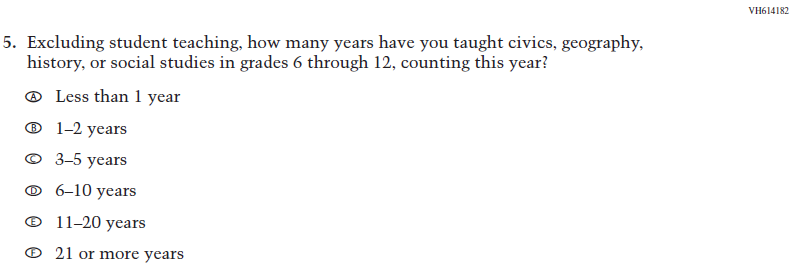 VH614182
5. Excluding student teaching, how many years have you taught civics, geography,
history, or social studies in grades 6 through 12, counting this year?
A Less than 1 year
B 1–2 years
C 3–5 years
D 6–10 years
E 11–20 years
F 21 or more years